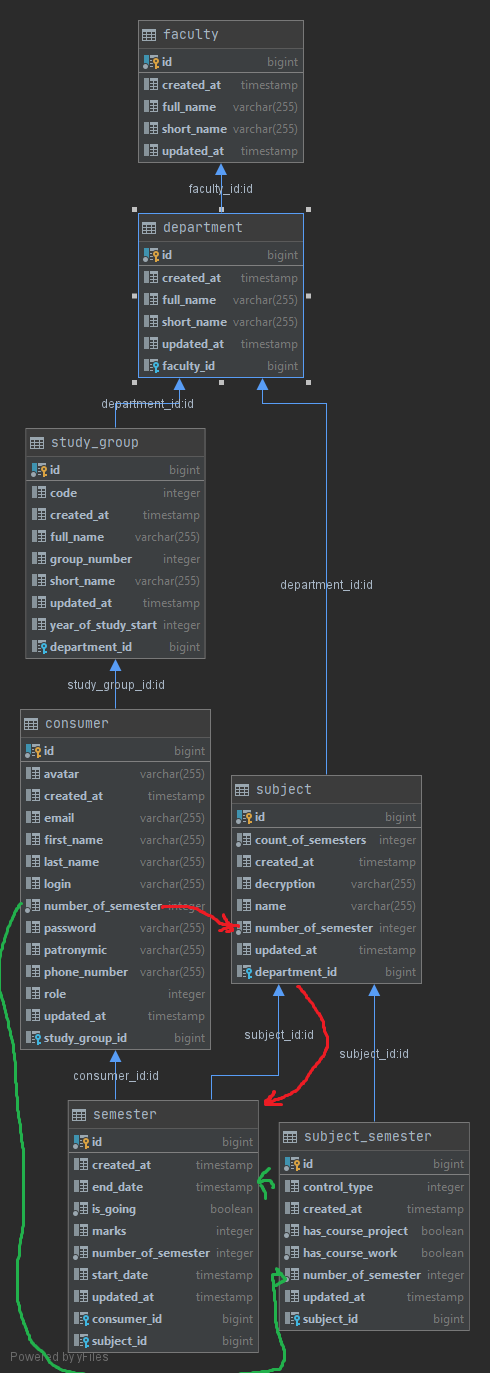 faculty
id bigint
created_at timestamp
full_name varchar(255)
short_name varchar(255)
updated_at timestamp
faculty_id:id
department
id bigint
created_at timestamp
full_name varchar(255)
short_name varchar(255)
updated_at timestamp
faculty_id bigint
department_id:id
study_group
id bigint
code integer
created_at timestamp
full_name varchar(255)
group_number integer
short_name varchar(255)
updated_at timestamp
year_of_study_start integer
department_id bigint
department_id:id
study_group_id:id
consumer
id bigint
avatar varchar(255)
created_at timestamp
email varchar(255)
first_name varchar(255)
last_name varchar(255)
login varchar(255)
number_of_semester integer
password varchar(255)
patronymic varchar(255)
phone_number varchar(255)
role integer
updated_at timestamp
study_group_id bigint
subject
id bigint
count_of_semesters integer
created_at timestamp
decryption varchar(255)
name varchar(255)
number_of_semester integer
updated_at timestamp
department_id bigint
subject_id:id
subject_id:id
consumer_id:id
semester
id bigint
created_at timestamp
end_date timestamp
is_going boolean
marks integer
number_of_semester integer
start_date timestamp
updated_at timestamp
consumer_id bigint
subject_id bigint
subject_semester
id bigint
control_type integer
created_at timestamp
has_course_project boolean
has_course_work boolean
number_of_semester integer
updated_at timestamp
subject_id bigint
Powered by yFiles